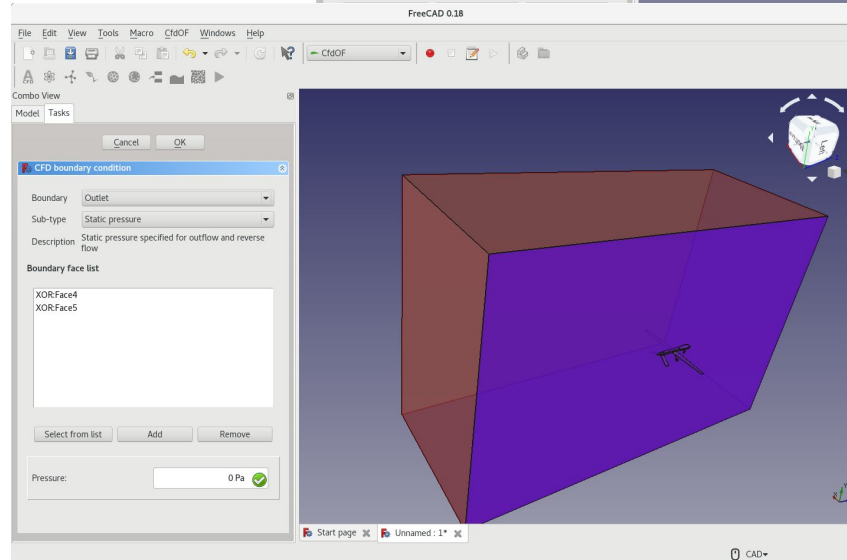 FreeCAD 0.18
File Edit View Tools Macro CfdOF Windows Help
CfdOF
Combo View
Model Tasks
Cancel OK
CFD boundary condition
Boundary Outlet
Sub-type Static pressure
Description Static pressure specified for outflow and reverse
flow
Boundary face list
XOR:Face4
XOR:Face5
Select from list Add Remove
Pressure: 0 Pa
Left
Start page Unnamed : 1*
CAD